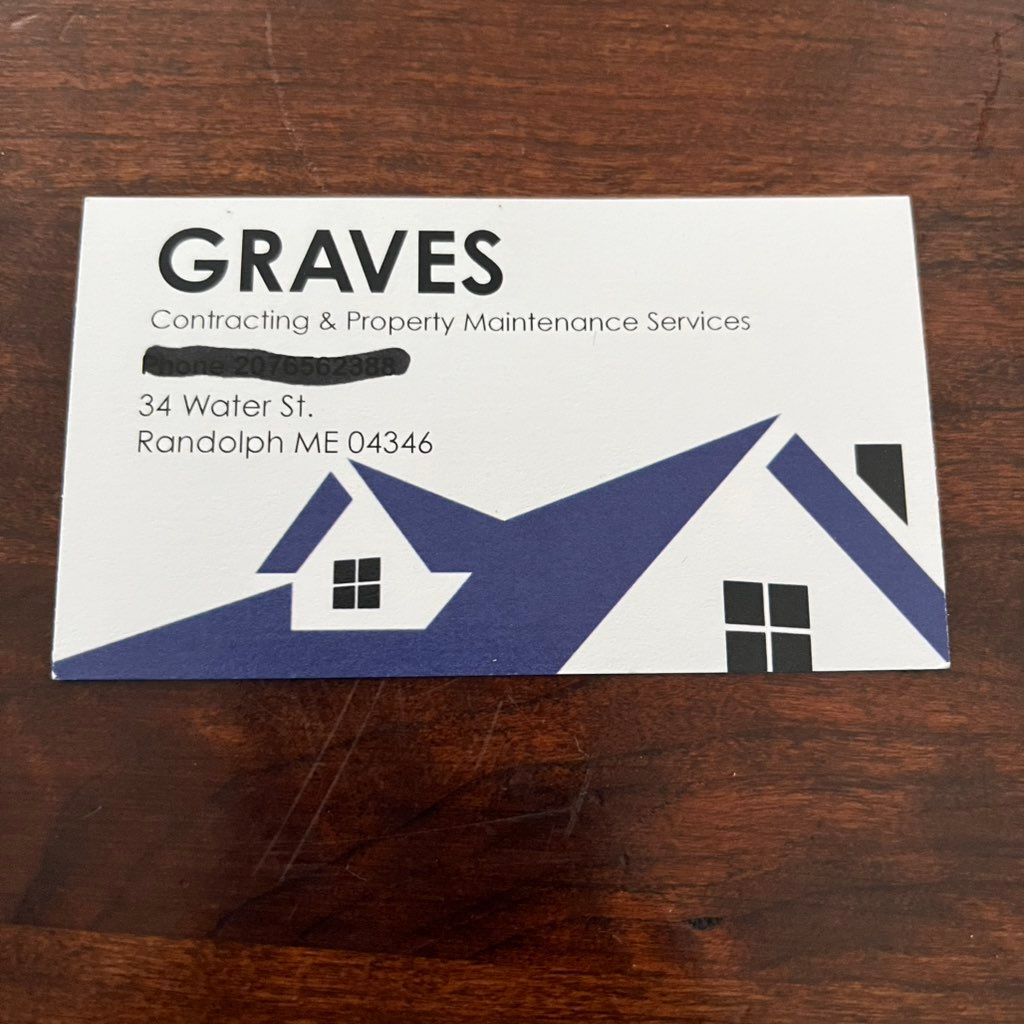 GRAVES
Contracting & Property Maintenance Services
34 Water St.
Randolph ME 04346